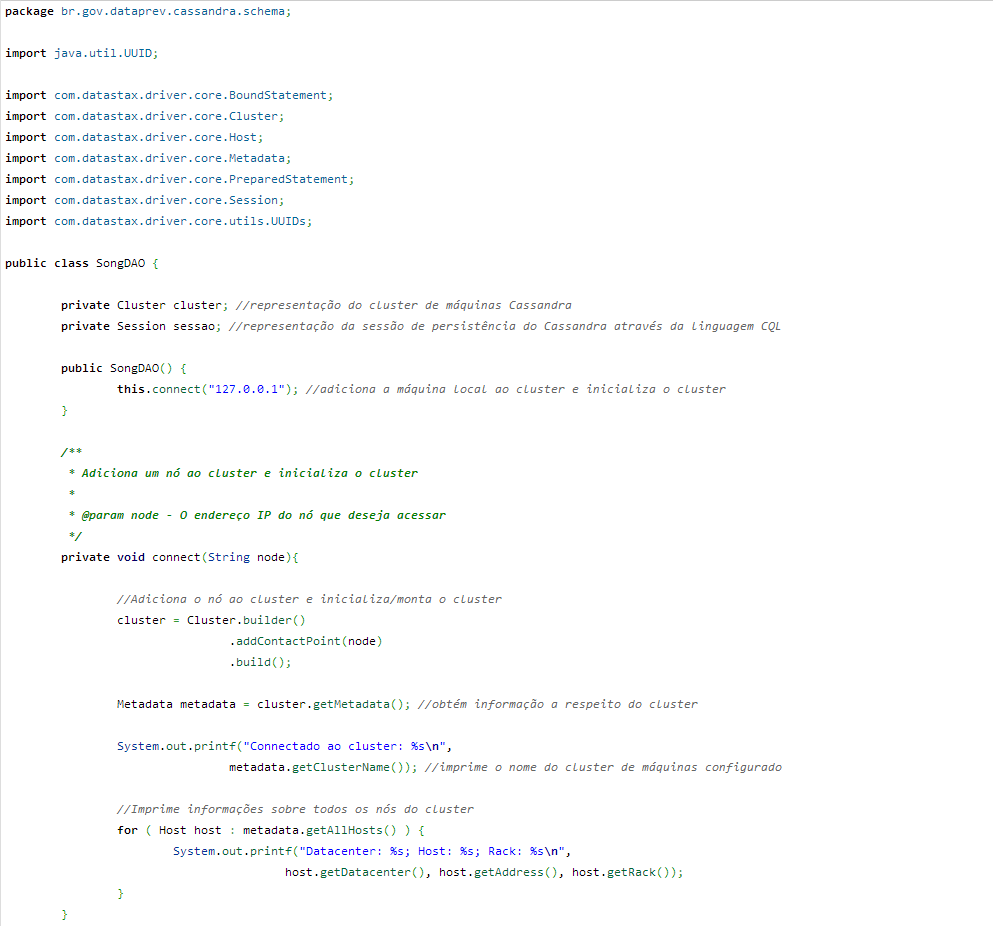 package br.gov.dataprev.cassandra.schema;
import java.util.UUID;
import com.datastax.driver.core.BoundStatement;
import com.datastax.driver.core.Cluster;
import com.datastax.driver.core.Host;
import com.datastax.driver.core.Metadata;
import com.datastax.driver.core.PreparedStatement;
import com.datastax.driver.core.Session;
import com.datastax.driver.core.utils.UUIDs;
public class SongDAO {
private Cluster cluster; //representação do cluster de máquinas Cassandra
private Session sessao; //representação da sessão de persistência do Cassandra através da linguagem CQL
public SongDAO() {
this.connect("127.0.0.1"); //adiciona a máquina local ao cluster e inicializa o cluster
}
/**
* Adiciona um nó ao cluster e inicializa o cluster
*
* @param node - O endereço IP do nó que deseja acessar
*/
private void connect(String node){
//Adiciona o nó ao cluster e inicializa/monta o cluster
cluster = Cluster.builder()
.addContactPoint(node)
.build();
Metadata metadata = cluster.getMetadata(); //obtém informação a respeito do cluster
System.out.printf("Connectado ao cluster: %s\n",
metadata.getClusterName()); //imprime o nome do cluster de máquinas configurado
//Imprime informações sobre todos os nós do cluster
for ( Host host : metadata.getAllHosts() ) {
System.out.printf("Datacenter: %s; Host: %s; Rack: %s\n",
host.getDatacenter(), host.getAddress(), host.getRack());
}
}